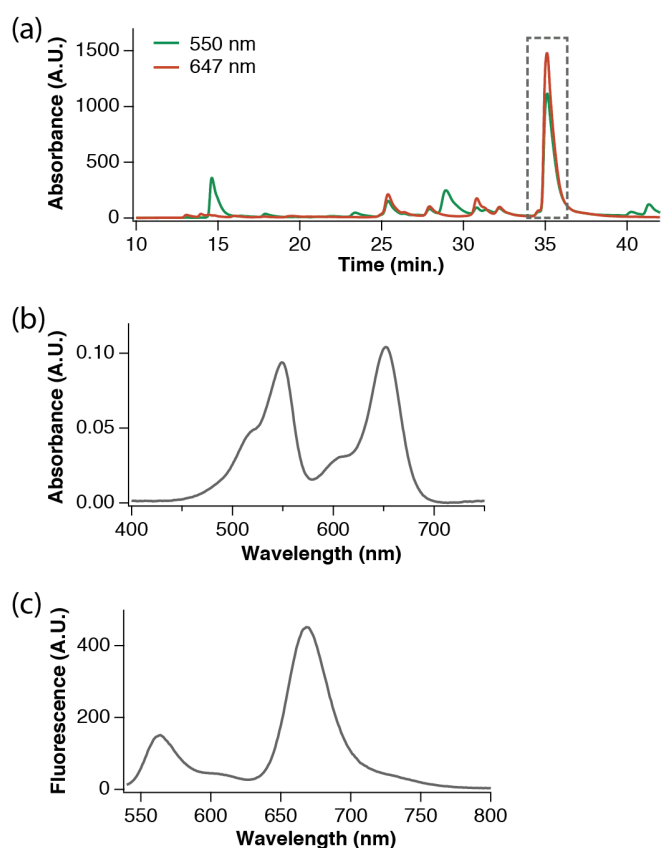 (a)
Absorbance (A.U.)
1500
1000
500
0
550 nm
647 nm
10 15 20 25 30 35 40
Time (min.)
(b)
Absorbance (A.U.)
0.10
0.05
0.00
400 500 600 700
Wavelength (nm)
(c)
Fluorescence (A.U.)
400
200
0
550 600 650 700 750 800
Wavelength (nm)